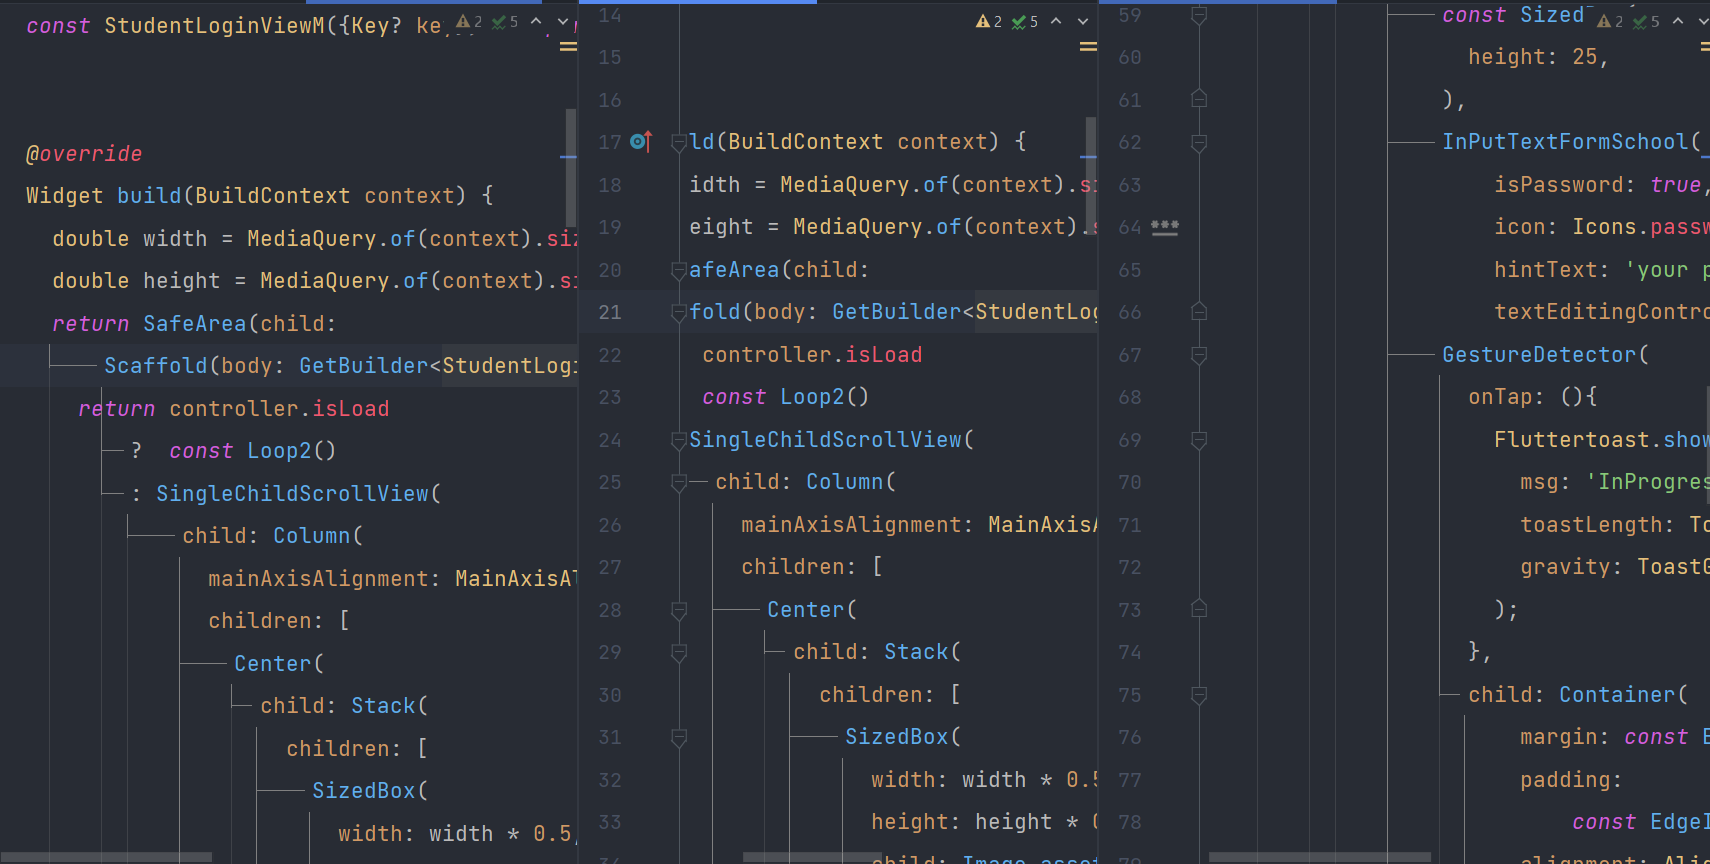 const StudentLoginViewM({Key? key
2 5
@override
Widget build(BuildContext context) {
double width = MediaQuery.of(context).siz
double height = MediaQuery.of(context).si
return SafeArea(child:
Scaffold(body: GetBuilder<StudentLogi
return controller.isLoad
? const Loop2()
: SingleChildScrollView(
child: Column(
mainAxisAlignment: MainAxisAl
children: [
Center(
child: Stack(
children: [
SizedBox(
width: width * 0.5,
14
2 5
15
16
17 ld(BuildContext context) {
18 idth = MediaQuery.of(context).si
19 eight = MediaQuery.of(context).s
20 afeArea(child:
21 fold(body: GetBuilder<StudentLog
22 controller.isLoad
23 const Loop2()
24 SingleChildScrollView(
25 child: Column(
26 mainAxisAlignment: MainAxisA
27 children: [
28 Center(
29 child: Stack(
30 children: [
31 SizedBox(
32 width: width * 0.5
33 height: height * 0
34 child: Image.asset
59 const Sized
2 5
60 height: 25,
61 ),
62 InPutTextFormSchool(
63 isPassword: true,
64 *** icon: Icons.passw
65 hintText: 'your p
66 textEditingContro
67 GestureDetector(
68 onTap: (){
69 Fluttertoast.show
70 msg: 'InProgres
71 toastLength: To
72 gravity: ToastG
73 );
74 },
75 child: Container(
76 margin: const E
77 padding:
78 const EdgeI
79 alignment: Ali